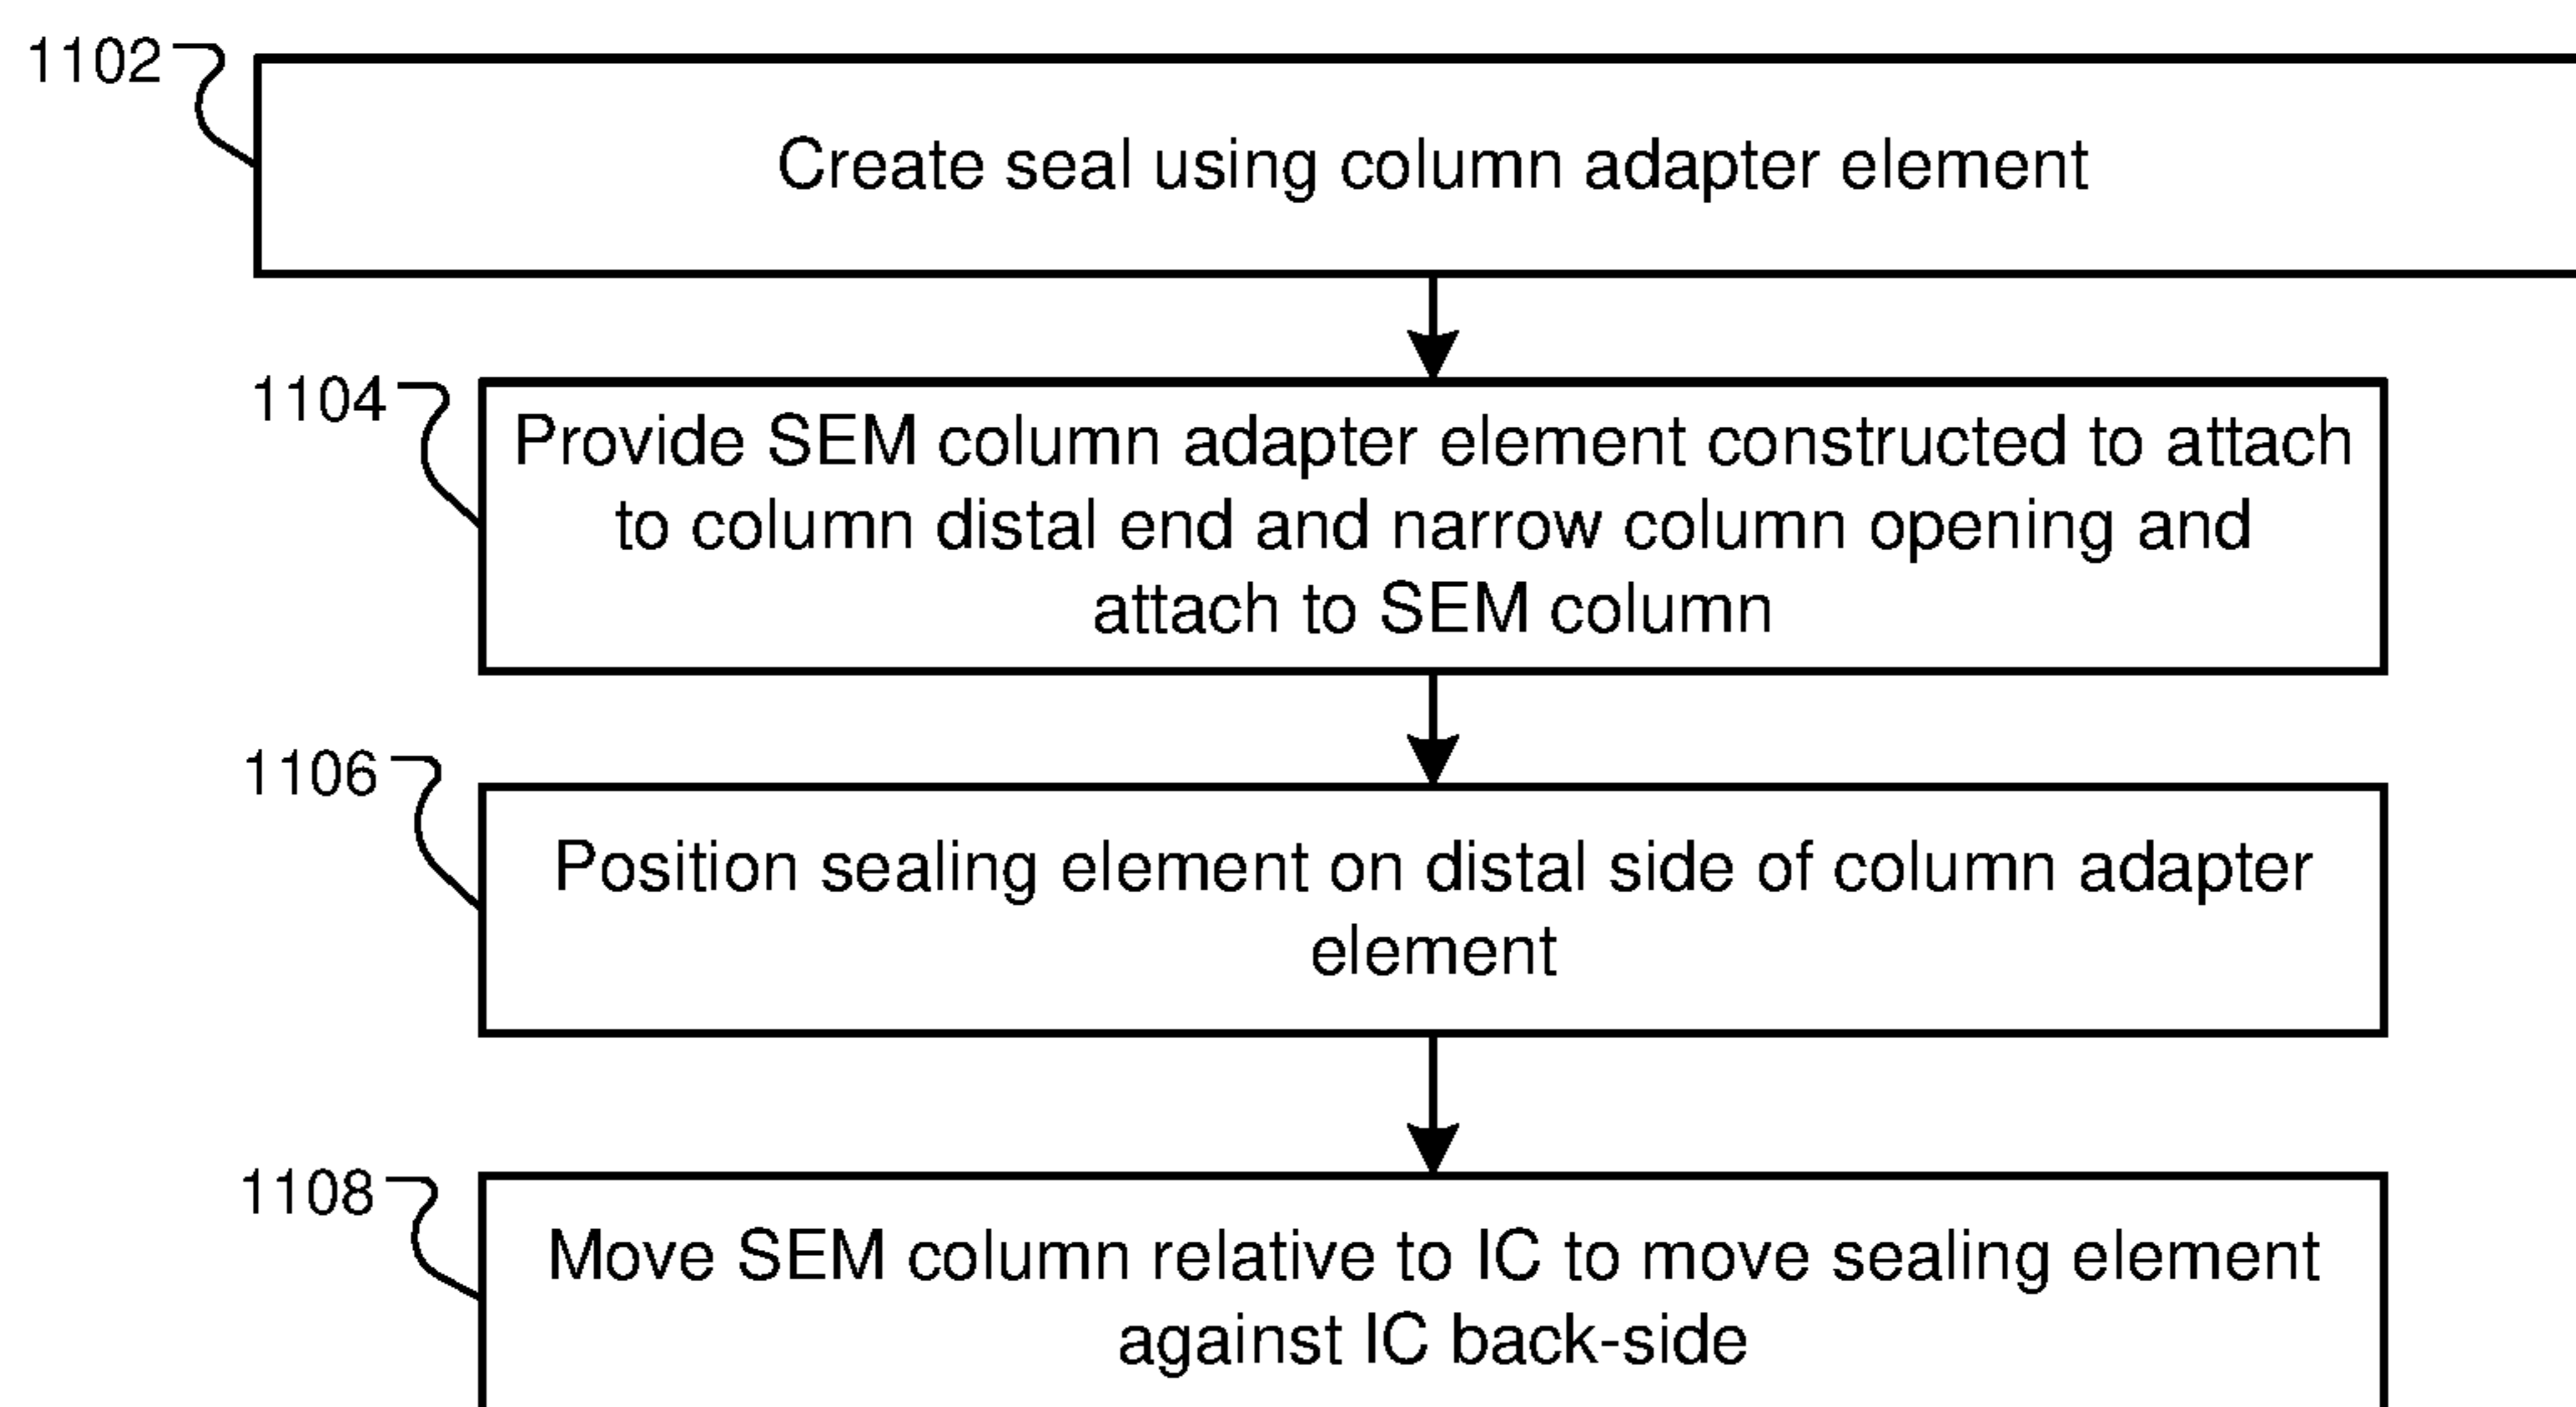 1102
Create seal using column adapter element
1104
Provide SEM column adapter element constructed to attach
to column distal end and narrow column opening and
attach to SEM column
1106
Position sealing element on distal side of column adapter
element
1108
Move SEM column relative to IC to move sealing element
against IC back-side